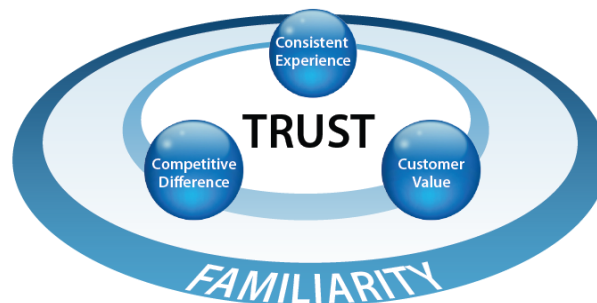 Consistent
Experience
TRUST
Competitive
Difference
Customer
Value
FAMILIARITY